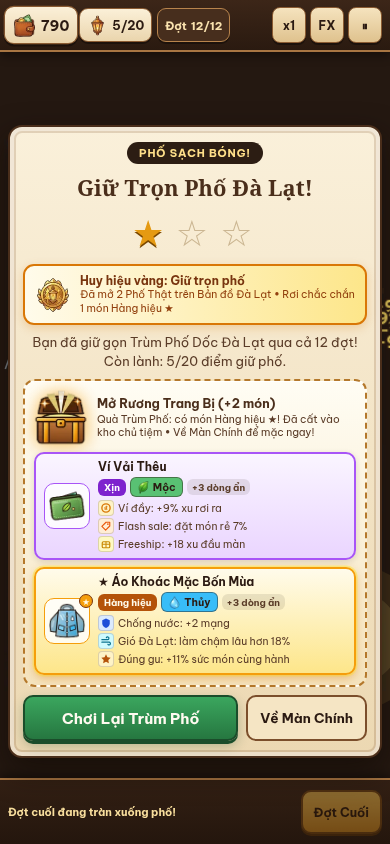 790
5/20
Đợt 12/12
x1
FX
PHỐ SẠCH BÓNG!
Giữ Trọn Phố Đà Lạt!
Huy hiệu vàng: Giữ trọn phố
Đã mở 2 Phố Thật trên Bản đồ Đà Lạt • Rơi chắc chắn
1 món Hàng hiệu ★
Bạn đã giữ gọn Trùm Phố Dốc Đà Lạt qua cả 12 đợt!
Còn lành: 5/20 điểm giữ phố.
Mở Rương Trang Bị (+2 món)
Quà Trùm Phố: có món Hàng hiệu ★! Đã cất vào
kho chủ tiệm • Về Màn Chính để mặc ngay!
Ví Vải Thêu
Xịn
Mộc
+3 dòng ẩn
Ví đầy: +9% xu rơi ra
Flash sale: đặt món rẻ 7%
Freeship: +18 xu đầu màn
★ Áo Khoác Mặc Bốn Mùa
Hàng hiệu
Thủy
+3 dòng ẩn
Chống nước: +2 mạng
Gió Đà Lạt: làm chậm lâu hơn 18%
Đúng gu: +11% sức món cùng hành
Chơi Lại Trùm Phố
Về Màn Chính
Đợt cuối đang tràn xuống phố!
Đợt Cuối